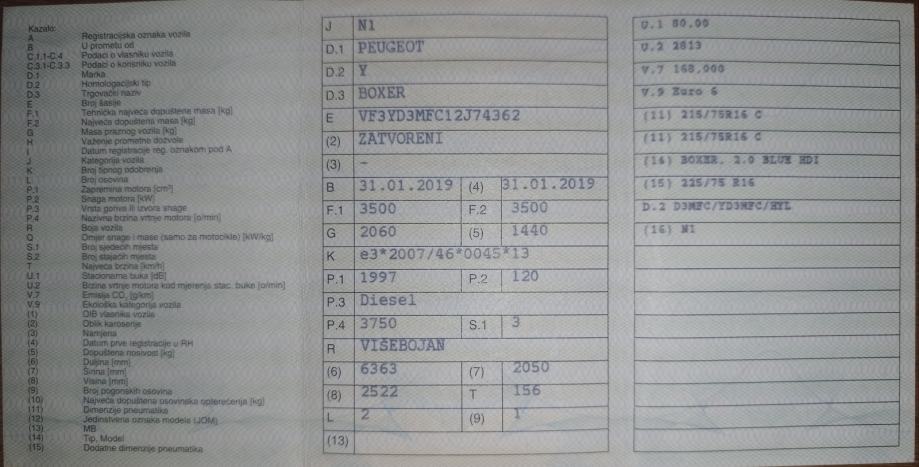 Kazalo:
A Registracijska oznaka vozila
B U prometu od
C.1.1-C.4 Podaci o vlasniku vozila
C.3.1-C.3.3 Podaci o korisniku vozila
D.1 Marka
D.2 Homologacijski tip
D.3 Trgovački naziv
E Broj šasije
F.1 Tehnička najveća dopuštena masa [kg]
F.2 Najveća dopuštena masa [kg]
G Masa praznog vozila [kg]
H Važenje prometne dozvole
I Datum registracije reg. oznakom pod A
J Kategorija vozila
K Broj tipnog odobrenja
L Broj osovina
P.1 Zapremina motora [cm³]
P.2 Snaga motora [kW]
P.3 Vrsta goriva ili izvora snage
P.4 Nazivna brzina vrtnje motora [o/min]
R Boja vozila
Q Omjer snage i mase (samo za motocikle) [kW/kg]
S.1 Broj sjedećih mjesta
S.2 Broj stajaćih mjesta
T Najveća brzina [km/h]
U.1 Stacionarna buka [dB]
U.2 Brzina vrtnje motora kod mjerenja stac. buke [o/min]
V.7 Emisija CO₂ [g/km]
V.9 Ekološka kategorija vozila
(1) OIB vlasnika vozila
(2) Oblik karoserije
(3) Namjena
(4) Datum prve registracije u RH
(5) Dopuštena nosivost [kg]
(6) Duljina [mm]
(7) Širina [mm]
(8) Visina [mm]
(9) Broj pogonskih osovina
(10) Najveće dopuštena osovinska opterećenja [kg]
(11) Dimenzije pneumatika
(12) Jedinstvena oznaka modela (JOM)
(13) MB
(14) Tip, Model
(15) Dodatne dimenzije pneumatika
J N1
D.1 PEUGEOT
D.2 Y
D.3 BOXER
E VF3YD3MFC12J74362
(2) ZATVORENI
(3) -
B 31.01.2019 (4) 31.01.2019
F.1 3500 F.2 3500
G 2060 (5) 1440
K e3*2007/46*0045*13
P.1 1997 P.2 120
P.3 Diesel
P.4 3750 S.1 3
R VIŠEBOJAN
(6) 6363 (7) 2050
(8) 2522 T 156
L 2 (9) 1
(13)
U.1 80,00
U.2 2813
V.7 168,000
V.9 Euro 6
(11) 215/75R16 C
(11) 215/75R16 C
(14) BOXER, 2.0 BLUE HDI
(15) 225/75 R16
D.2 D3MFC/YD3MFC/HYL
(16) N1